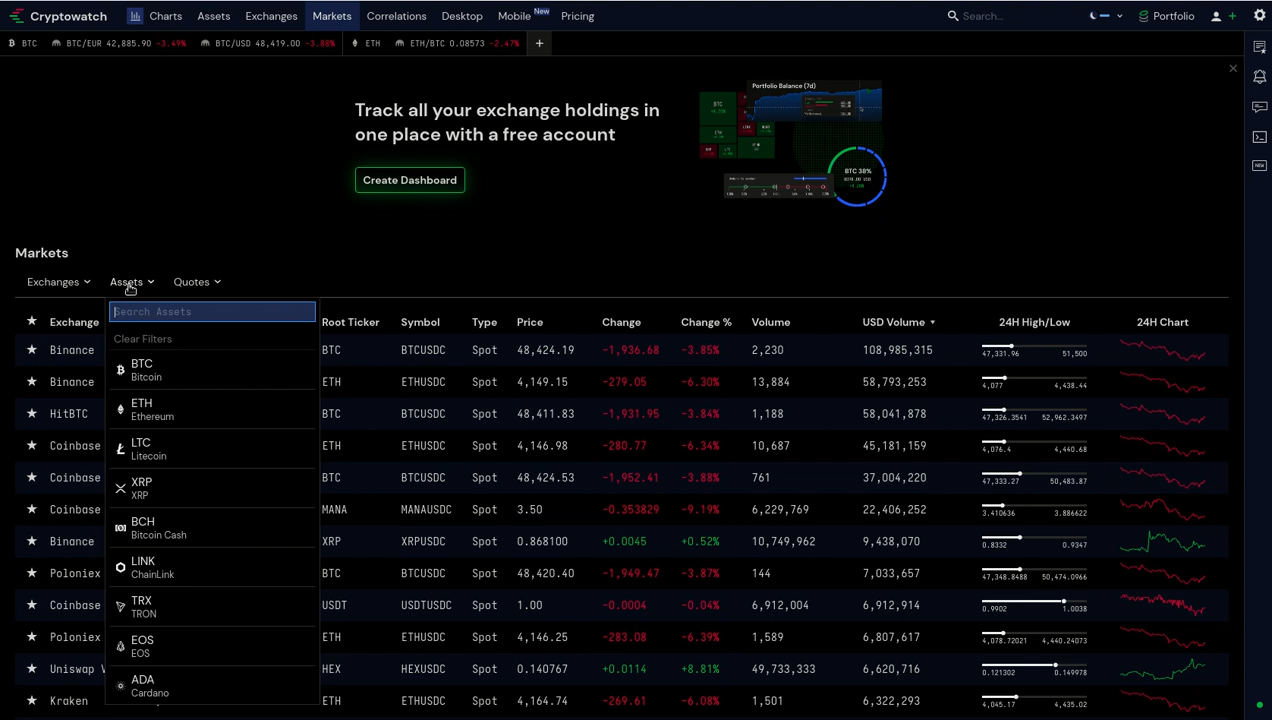 Cryptowatch Charts Assets Exchanges Markets Correlations Desktop Mobile New Pricing Search... Portfolio
BTC BTC/EUR 42,885.90 -3.49% BTC/USD 48,419.00 -3.88% ETH ETH/BTC 0.08573 -2.47% +
Track all your exchange holdings in
one place with a free account
Create Dashboard
Portfolio Balance (7d)
BTC
BTC 38%
NEW
Markets
Exchanges Assets Quotes
Search Assets
Clear Filters
BTC
Bitcoin
ETH
Ethereum
LTC
Litecoin
XRP
XRP
BCH
Bitcoin Cash
LINK
ChainLink
TRX
TRON
EOS
EOS
ADA
Cardano
Exchange Root Ticker Symbol Type Price Change Change % Volume USD Volume 24H High/Low 24H Chart
Binance BTC BTCUSDC Spot 48,424.19 -1,936.68 -3.85% 2,230 108,985,315 47,331.96 51,500
Binance ETH ETHUSDC Spot 4,149.15 -279.05 -6.30% 13,884 58,793,253 4,077 4,438.44
HitBTC BTC BTCUSDC Spot 48,411.83 -1,931.95 -3.84% 1,188 58,041,878 47,326.3541 52,962.3497
Coinbase ETH ETHUSDC Spot 4,146.98 -280.77 -6.34% 10,687 45,181,159 4,076.4 4,440.68
Coinbase BTC BTCUSDC Spot 48,424.53 -1,952.41 -3.88% 761 37,004,220 47,333.27 50,483.87
Coinbase MANA MANAUSDC Spot 3.50 -0.353829 -9.19% 6,229,769 22,406,252 3.410636 3.886622
Binance XRP XRPUSDC Spot 0.868100 +0.0045 +0.52% 10,749,962 9,438,070 0.8332 0.9347
Poloniex BTC BTCUSDC Spot 48,420.40 -1,949.47 -3.87% 144 7,033,657 47,348.8488 50,474.0966
Coinbase USDT USDTUSDC Spot 1.00 -0.0004 -0.04% 6,912,004 6,912,914 0.9902 1.0038
Poloniex ETH ETHUSDC Spot 4,146.25 -283.08 -6.39% 1,589 6,807,617 4,078.72021 4,440.24073
Uniswap HEX HEXUSDC Spot 0.140767 +0.0114 +8.81% 49,733,333 6,620,716 0.121302 0.149978
Kraken ETH ETHUSDC Spot 4,164.74 -269.61 -6.08% 1,501 6,322,293 4,045.17 4,435.02